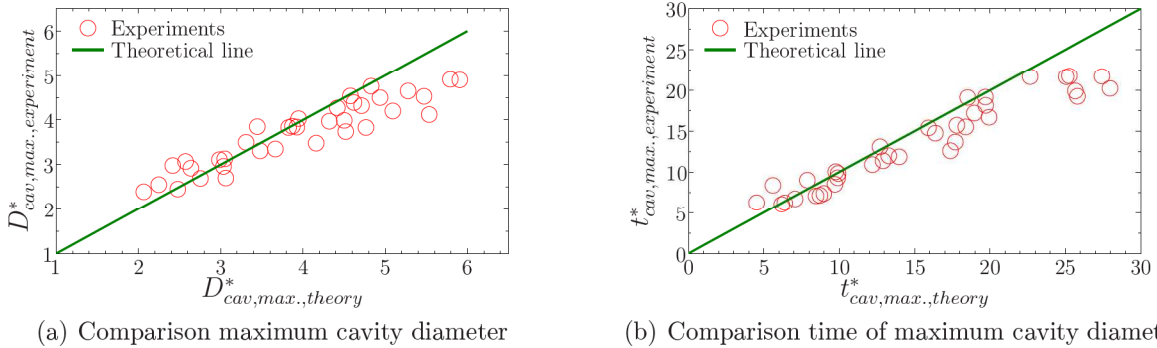 6
5
4
3
2
1
D*cav,max.,experiment
Experiments
Theoretical line
1 2 3 4 5 6
D*cav,max.,theory
(a) Comparison maximum cavity diameter
30
25
20
15
10
5
0
t*cav,max.,experiment
Experiments
Theoretical line
0 5 10 15 20 25 30
t*cav,max.,theory
(b) Comparison time of maximum cavity diamet